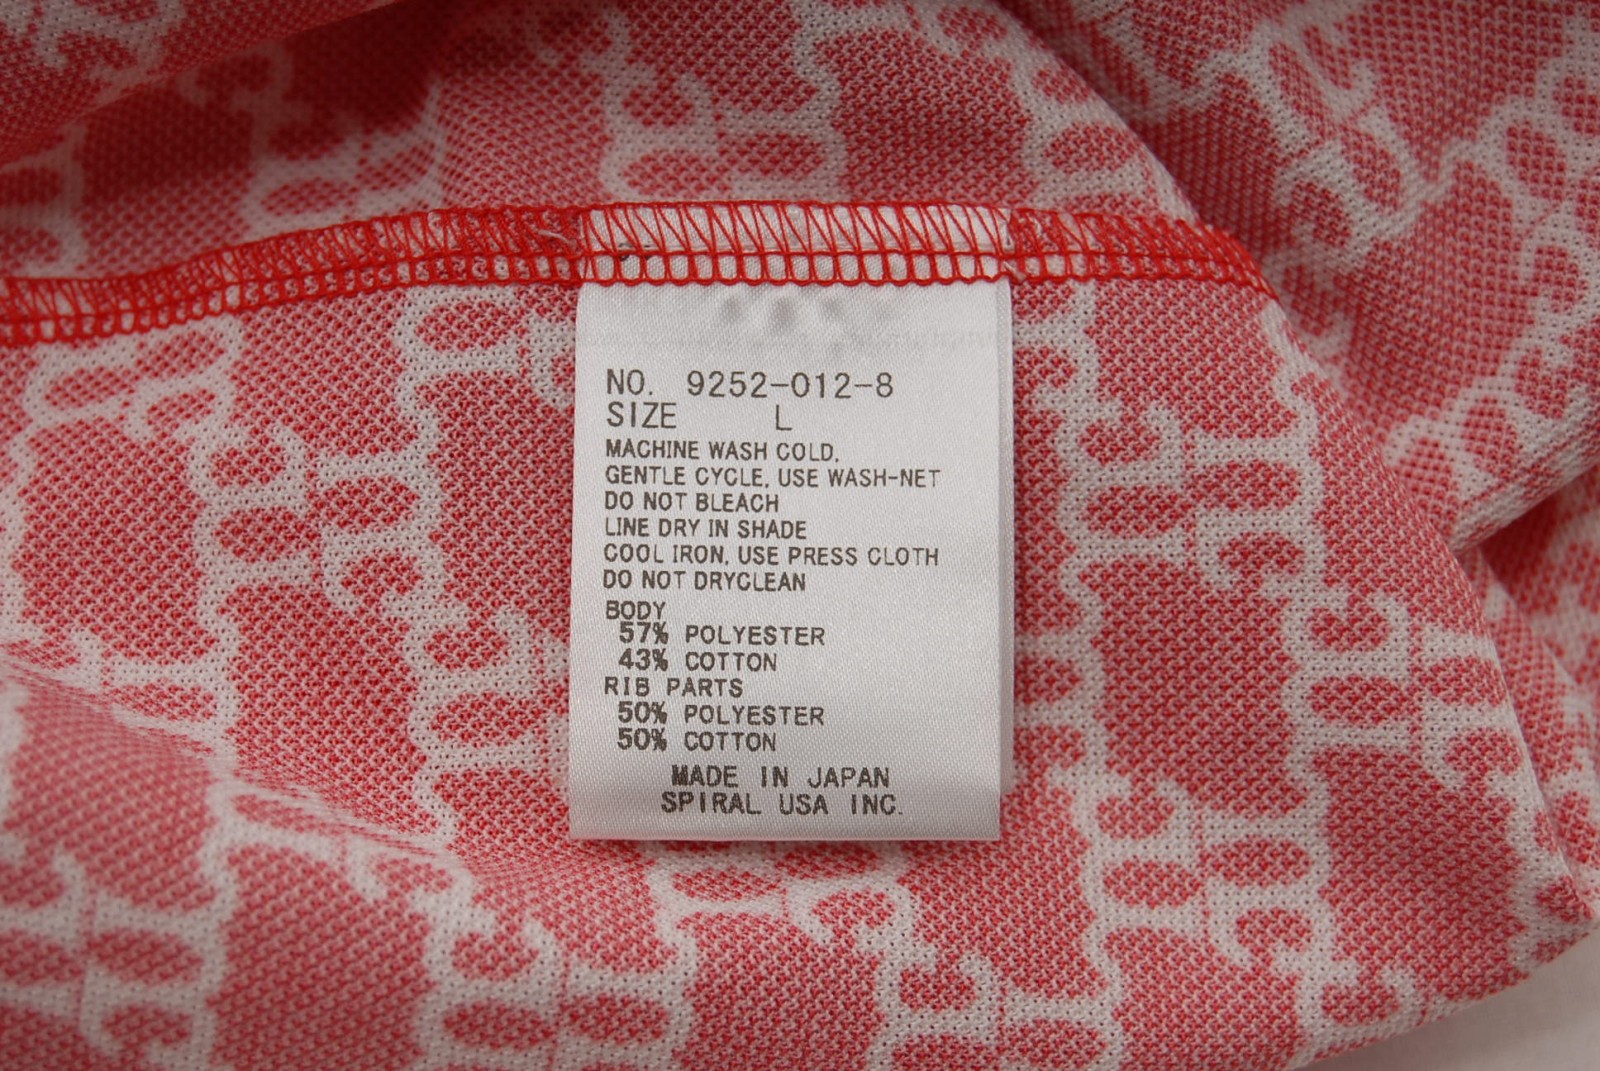 NO. 9252-012-8
SIZE L
MACHINE WASH COLD.
GENTLE CYCLE, USE WASH-NET
DO NOT BLEACH
LINE DRY IN SHADE
COOL IRON, USE PRESS CLOTH
DO NOT DRYCLEAN
BODY
57% POLYESTER
43% COTTON
RIB PARTS
50% POLYESTER
50% COTTON
MADE IN JAPAN
SPIRAL USA INC.